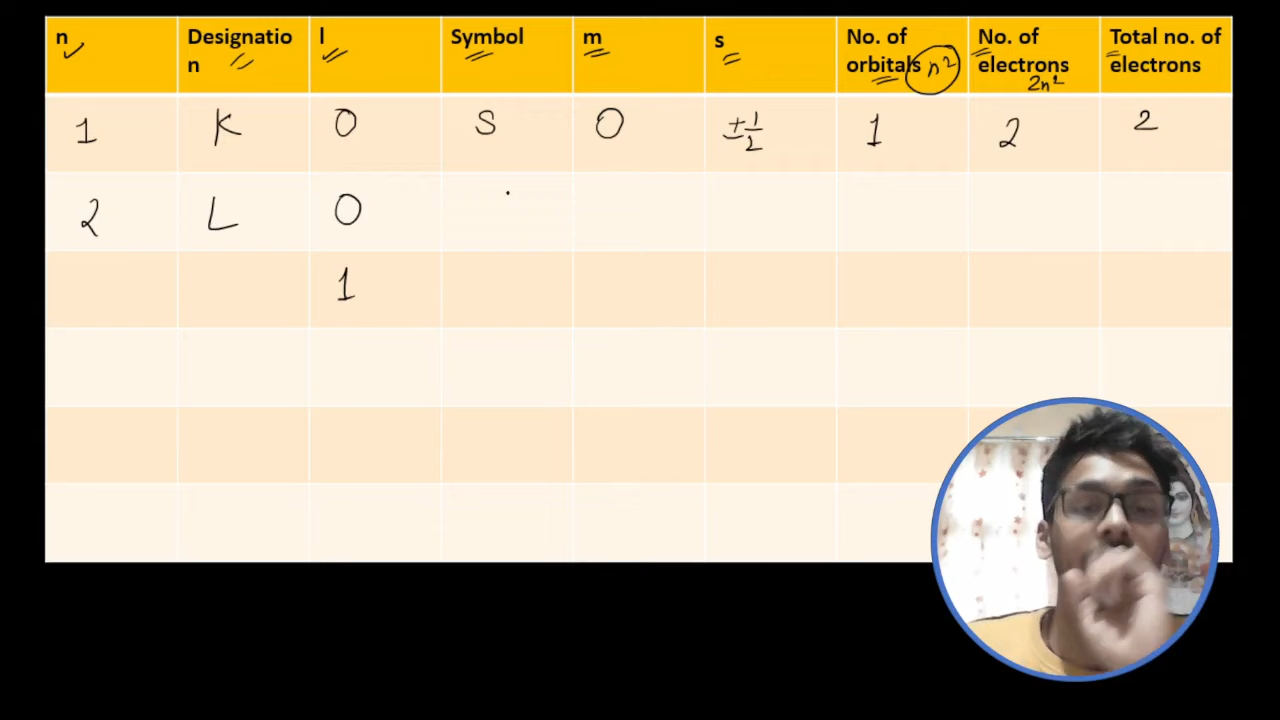 n Designatio l Symbol m s No. of No. of Total no. of
n orbitals n² electrons electrons
2n²
1 K 0 S 0 ±1/2 1 2 2
2 L 0
1